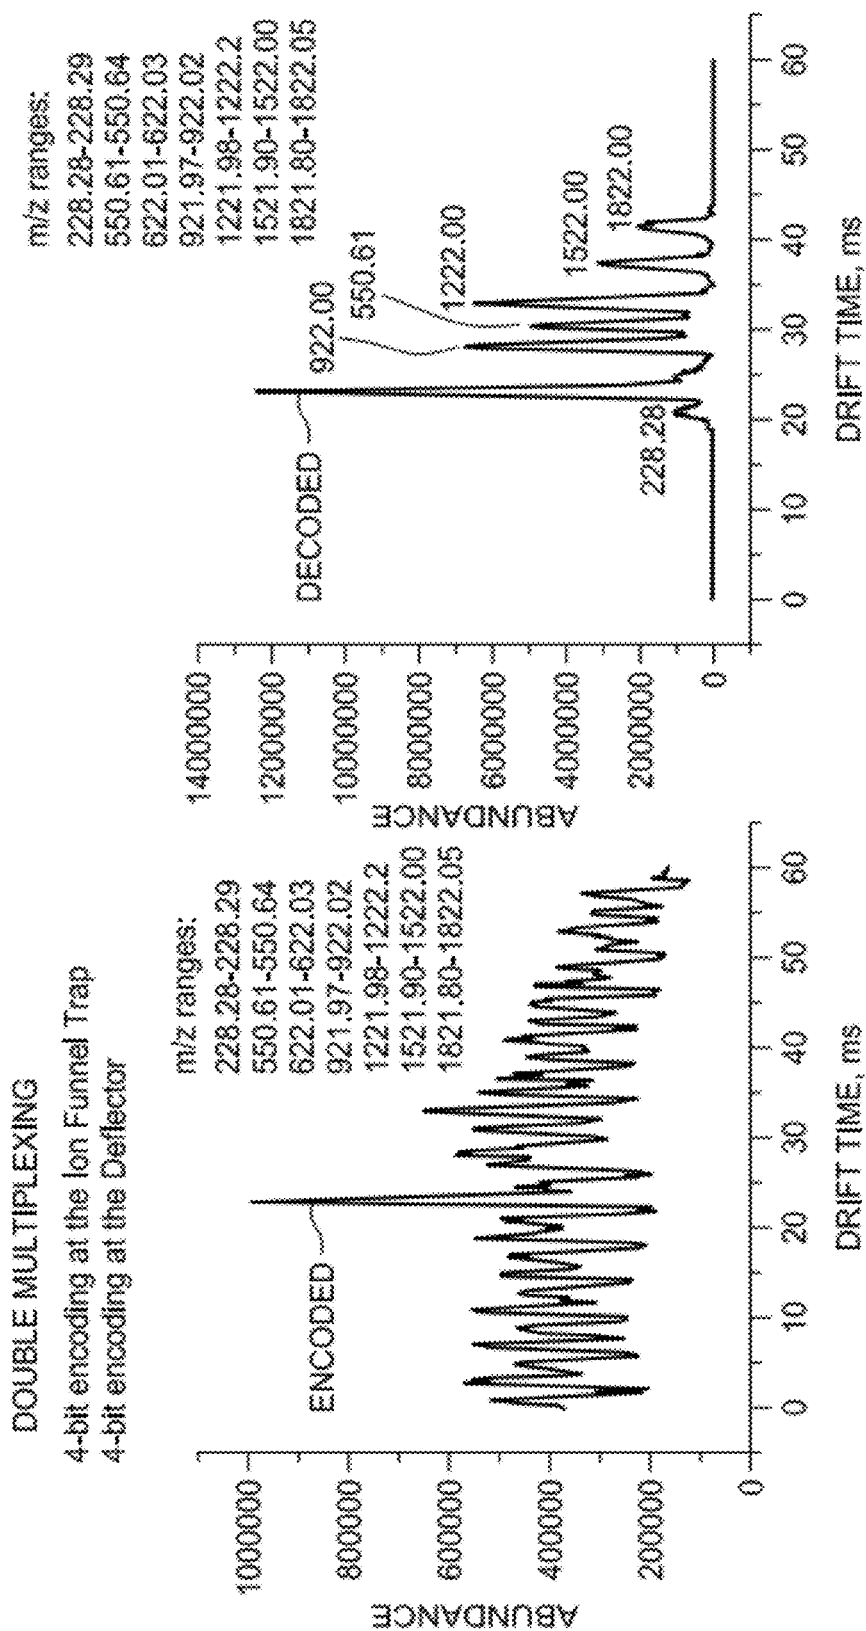 DOUBLE MULTIPLEXING
4-bit encoding at the Ion Funnel Trap
4-bit encoding at the Deflector
m/z ranges:
228.28-228.29
550.61-550.64
622.01-622.03
921.97-922.02
1221.98-1222.2
1521.90-1522.00
1821.80-1822.05
ENCODED
1000000
800000
600000
400000
200000
0
ABUNDANCE
0 10 20 30 40 50 60
DRIFT TIME, ms
m/z ranges:
228.28-228.29
550.61-550.64
622.01-622.03
921.97-922.02
1221.98-1222.2
1521.90-1522.00
1821.80-1822.05
DECODED
922.00
550.61
1222.00
1522.00
1822.00
228.28
14000000
12000000
10000000
8000000
6000000
4000000
2000000
0
ABUNDANCE
0 10 20 30 40 50 60
DRIFT TIME, ms